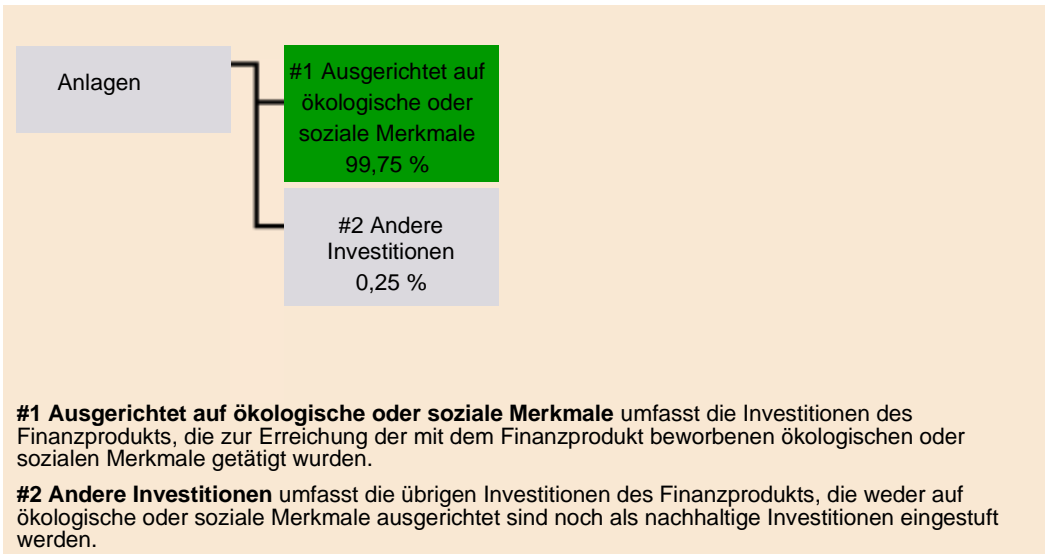 Anlagen
#1 Ausgerichtet auf
ökologische oder
soziale Merkmale
99,75 %
#2 Andere
Investitionen
0,25 %
#1 Ausgerichtet auf ökologische oder soziale Merkmale umfasst die Investitionen des
Finanzprodukts, die zur Erreichung der mit dem Finanzprodukt beworbenen ökologischen oder
sozialen Merkmale getätigt wurden.
#2 Andere Investitionen umfasst die übrigen Investitionen des Finanzprodukts, die weder auf
ökologische oder soziale Merkmale ausgerichtet sind noch als nachhaltige Investitionen eingestuft
werden.